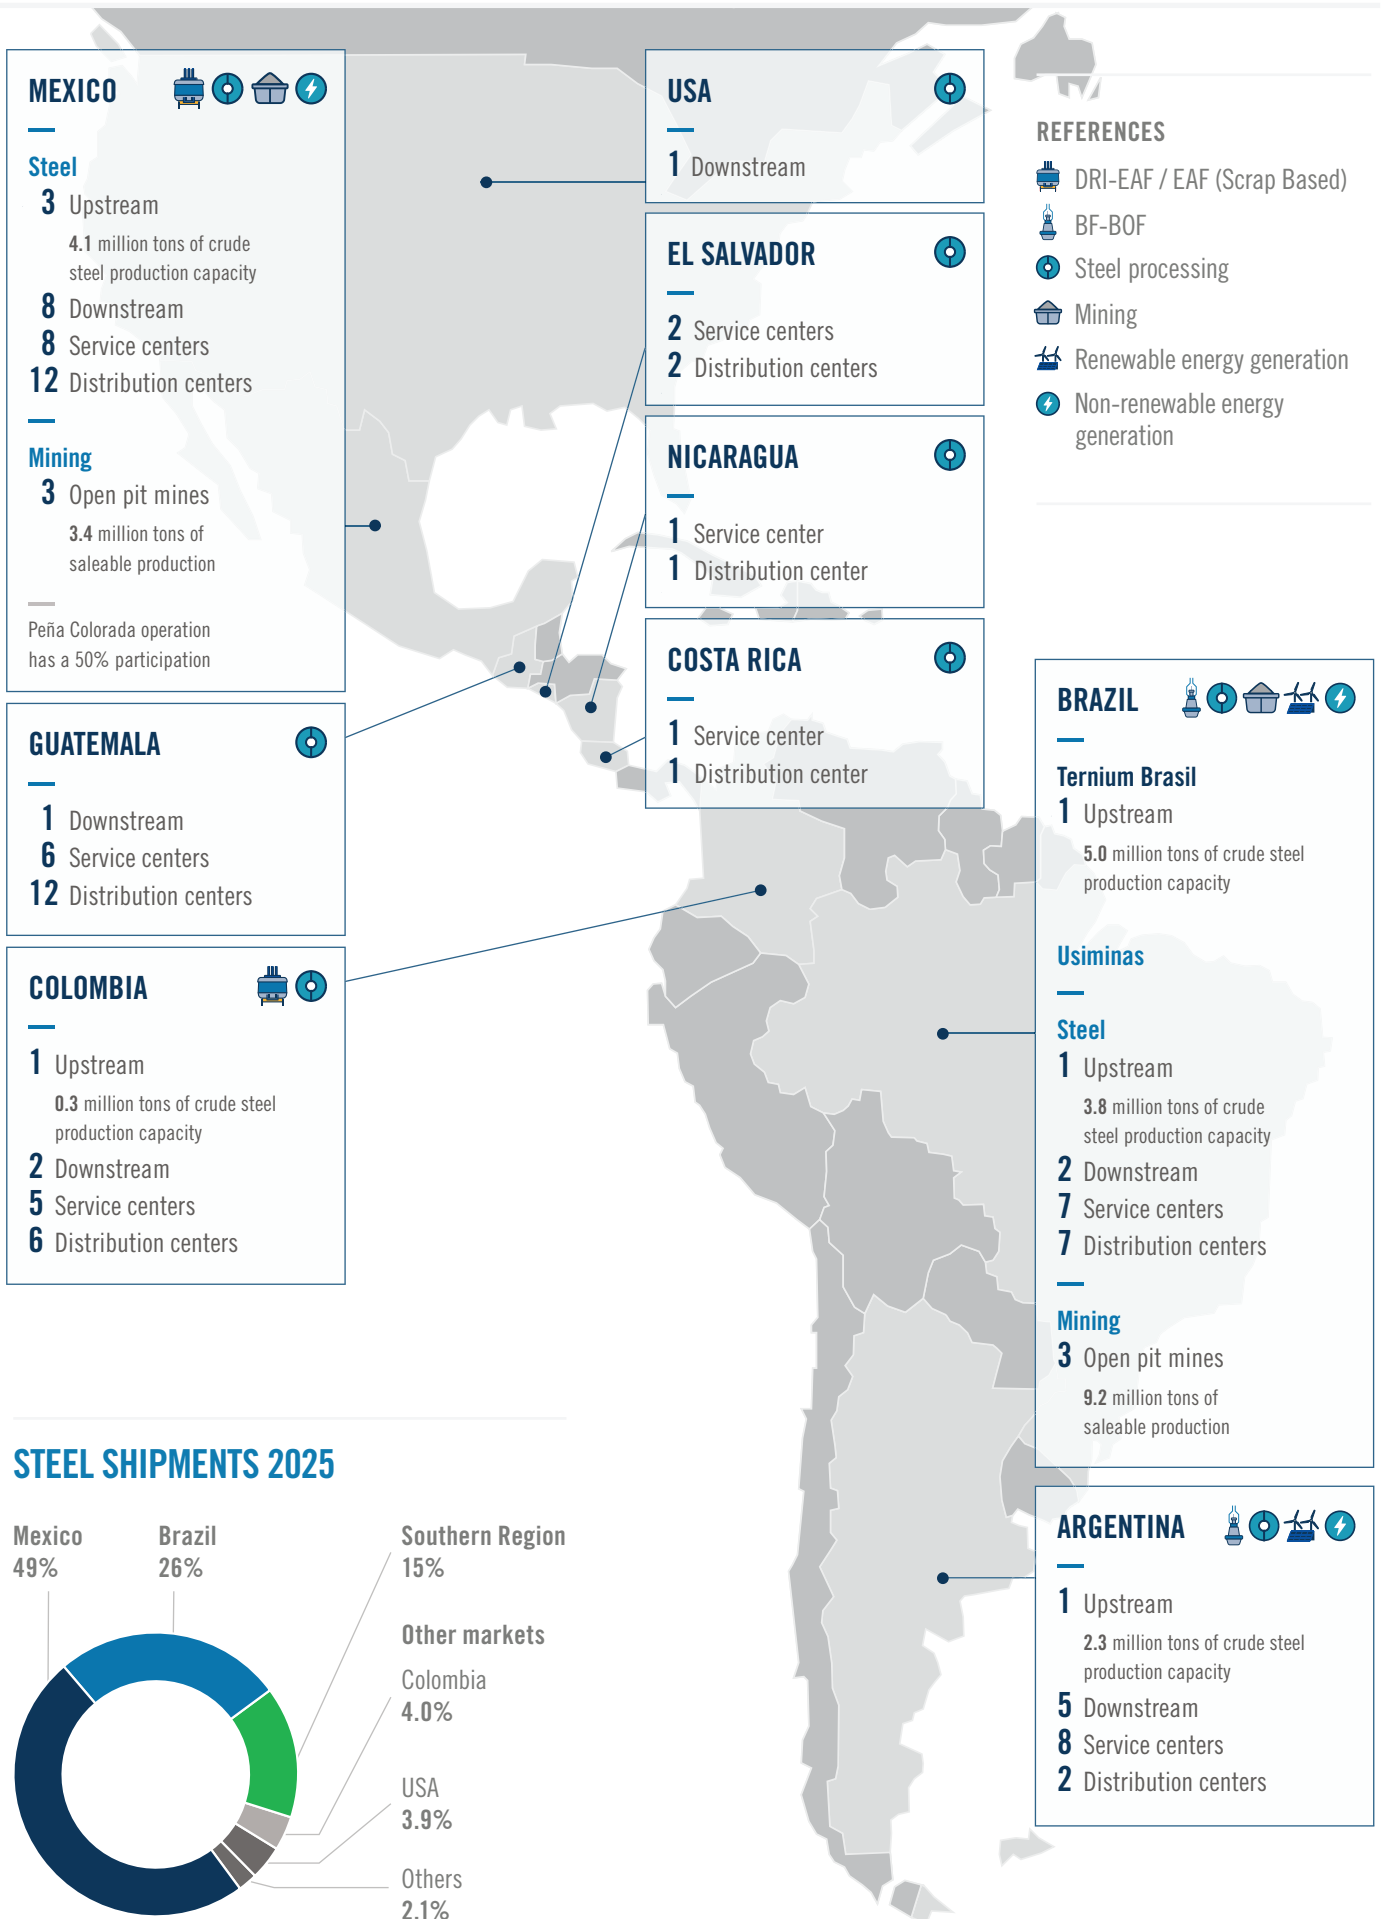 MEXICO
Steel
3 Upstream
4.1 million tons of crude
steel production capacity
8 Downstream
8 Service centers
12 Distribution centers
Mining
3 Open pit mines
3.4 million tons of
saleable production
Peña Colorada operation
has a 50% participation
GUATEMALA
1 Downstream
6 Service centers
12 Distribution centers
COLOMBIA
1 Upstream
0.3 million tons of crude steel
production capacity
2 Downstream
5 Service centers
6 Distribution centers
USA
1 Downstream
EL SALVADOR
2 Service centers
2 Distribution centers
NICARAGUA
1 Service center
1 Distribution center
COSTA RICA
1 Service center
1 Distribution center
REFERENCES
DRI-EAF / EAF (Scrap Based)
BF-BOF
Steel processing
Mining
Renewable energy generation
Non-renewable energy
generation
BRAZIL
Ternium Brasil
1 Upstream
5.0 million tons of crude steel
production capacity
Usiminas
Steel
1 Upstream
3.8 million tons of crude
steel production capacity
2 Downstream
7 Service centers
7 Distribution centers
Mining
3 Open pit mines
9.2 million tons of
saleable production
ARGENTINA
1 Upstream
2.3 million tons of crude steel
production capacity
5 Downstream
8 Service centers
2 Distribution centers
STEEL SHIPMENTS 2025
Mexico
49%
Brazil
26%
Southern Region
15%
Other markets
Colombia
4.0%
USA
3.9%
Others
2.1%